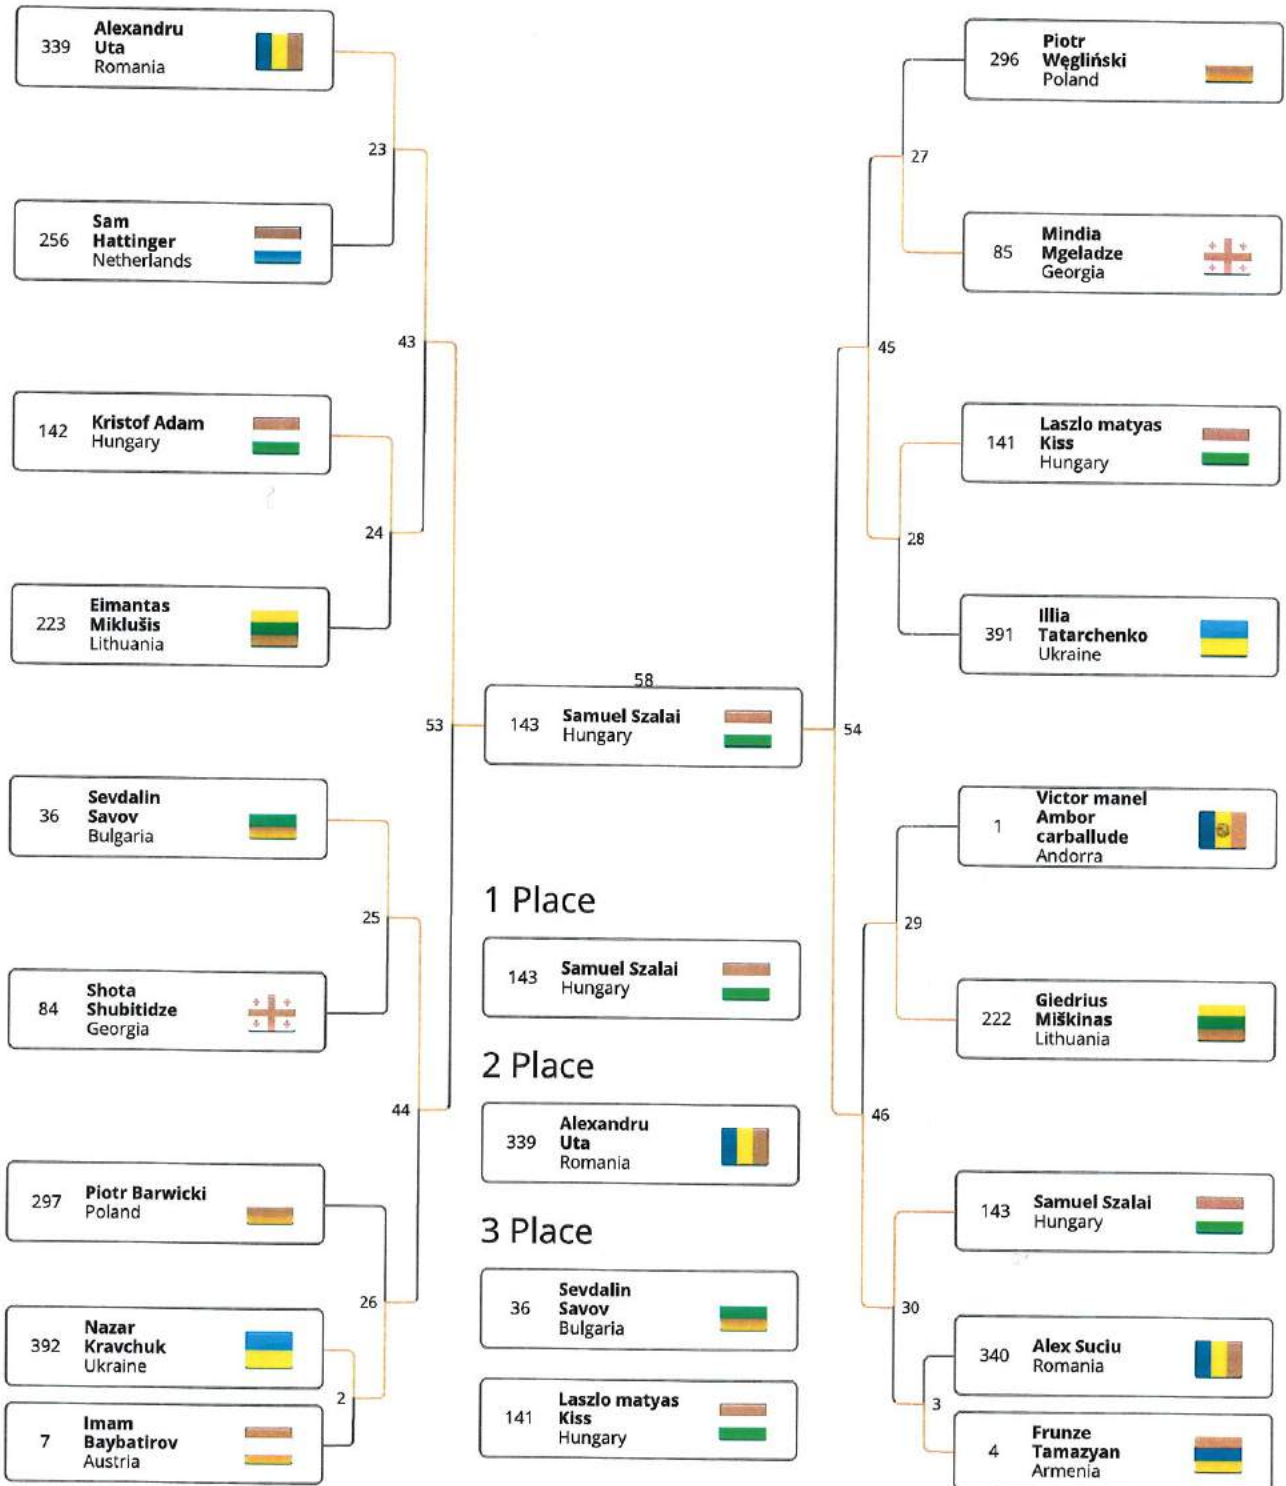 339
Alexandru
Uta
Romania
23
256
Sam
Hattinger
Netherlands
43
142
Kristof Adam
Hungary
24
223
Eimantas
Miklušis
Lithuania
53
36
Sevdalin
Savov
Bulgaria
25
84
Shota
Shubitidze
Georgia
44
297
Piotr Barwicki
Poland
26
392
Nazar
Kravchuk
Ukraine
2
7
Imam
Baybatirov
Austria
58
143
Samuel Szalai
Hungary
1 Place
143
Samuel Szalai
Hungary
2 Place
339
Alexandru
Uta
Romania
3 Place
36
Sevdalin
Savov
Bulgaria
141
Laszlo matyas
Kiss
Hungary
296
Piotr
Węgliński
Poland
27
85
Mindia
Mgeladze
Georgia
45
141
Laszlo matyas
Kiss
Hungary
28
391
Illia
Tatarchenko
Ukraine
54
1
Victor manel
Ambor
carballude
Andorra
29
222
Giedrius
Miškinas
Lithuania
46
143
Samuel Szalai
Hungary
30
340
Alex Suciu
Romania
3
4
Frunze
Tamazyan
Armenia